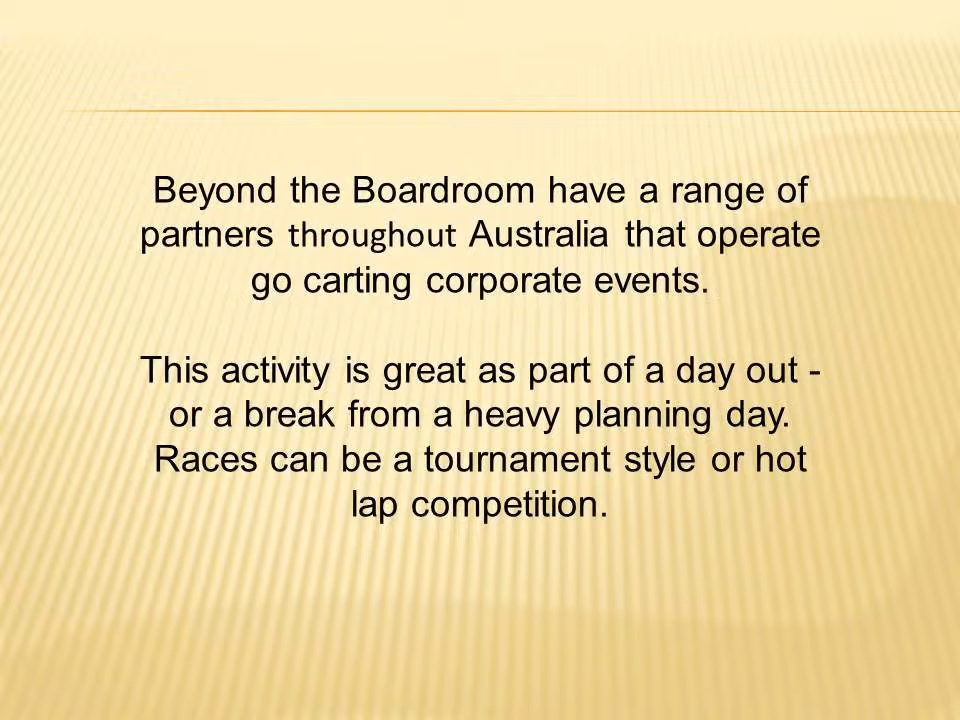 Beyond the Boardroom have a range of
partners throughout Australia that operate
go carting corporate events.
This activity is great as part of a day out -
or a break from a heavy planning day.
Races can be a tournament style or hot
lap competition.